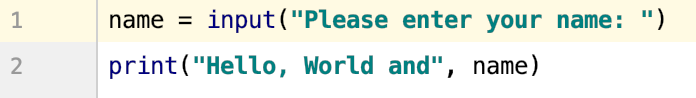 1 name = input("Please enter your name: ")
2 print("Hello, World and", name)